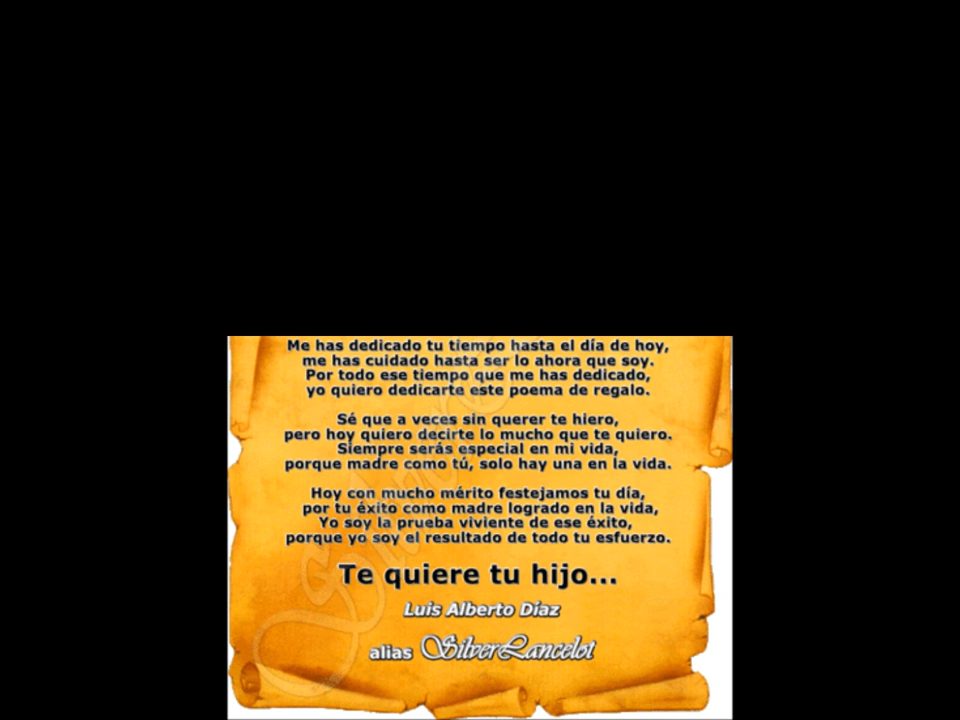 Me has dedicado tu tiempo hasta el día de hoy,
me has cuidado hasta ser lo ahora que soy.
Por todo ese tiempo que me has dedicado,
yo quiero dedicarte este poema de regalo.
Sé que a veces sin querer te hiero,
pero hoy quiero decirte lo mucho que te quiero.
Siempre serás especial en mi vida,
porque madre como tú, solo hay una en la vida.
Hoy con mucho mérito festejamos tu día,
por tu éxito como madre logrado en la vida,
Yo soy la prueba viviente de ese éxito,
porque yo soy el resultado de todo tu esfuerzo.
Te quiere tu hijo...
Luis Alberto Díaz
alias SilverLancelot